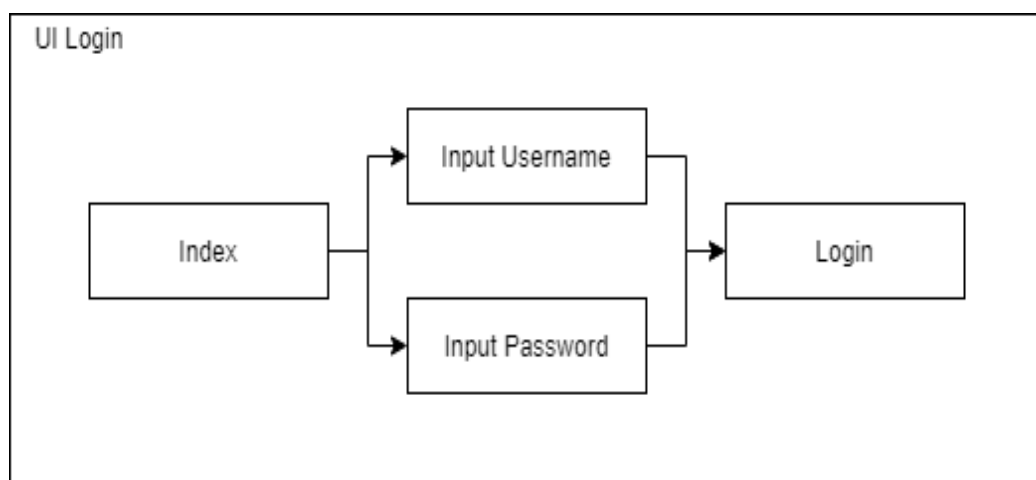 UI Login
Input Username
Index
Login
Input Password